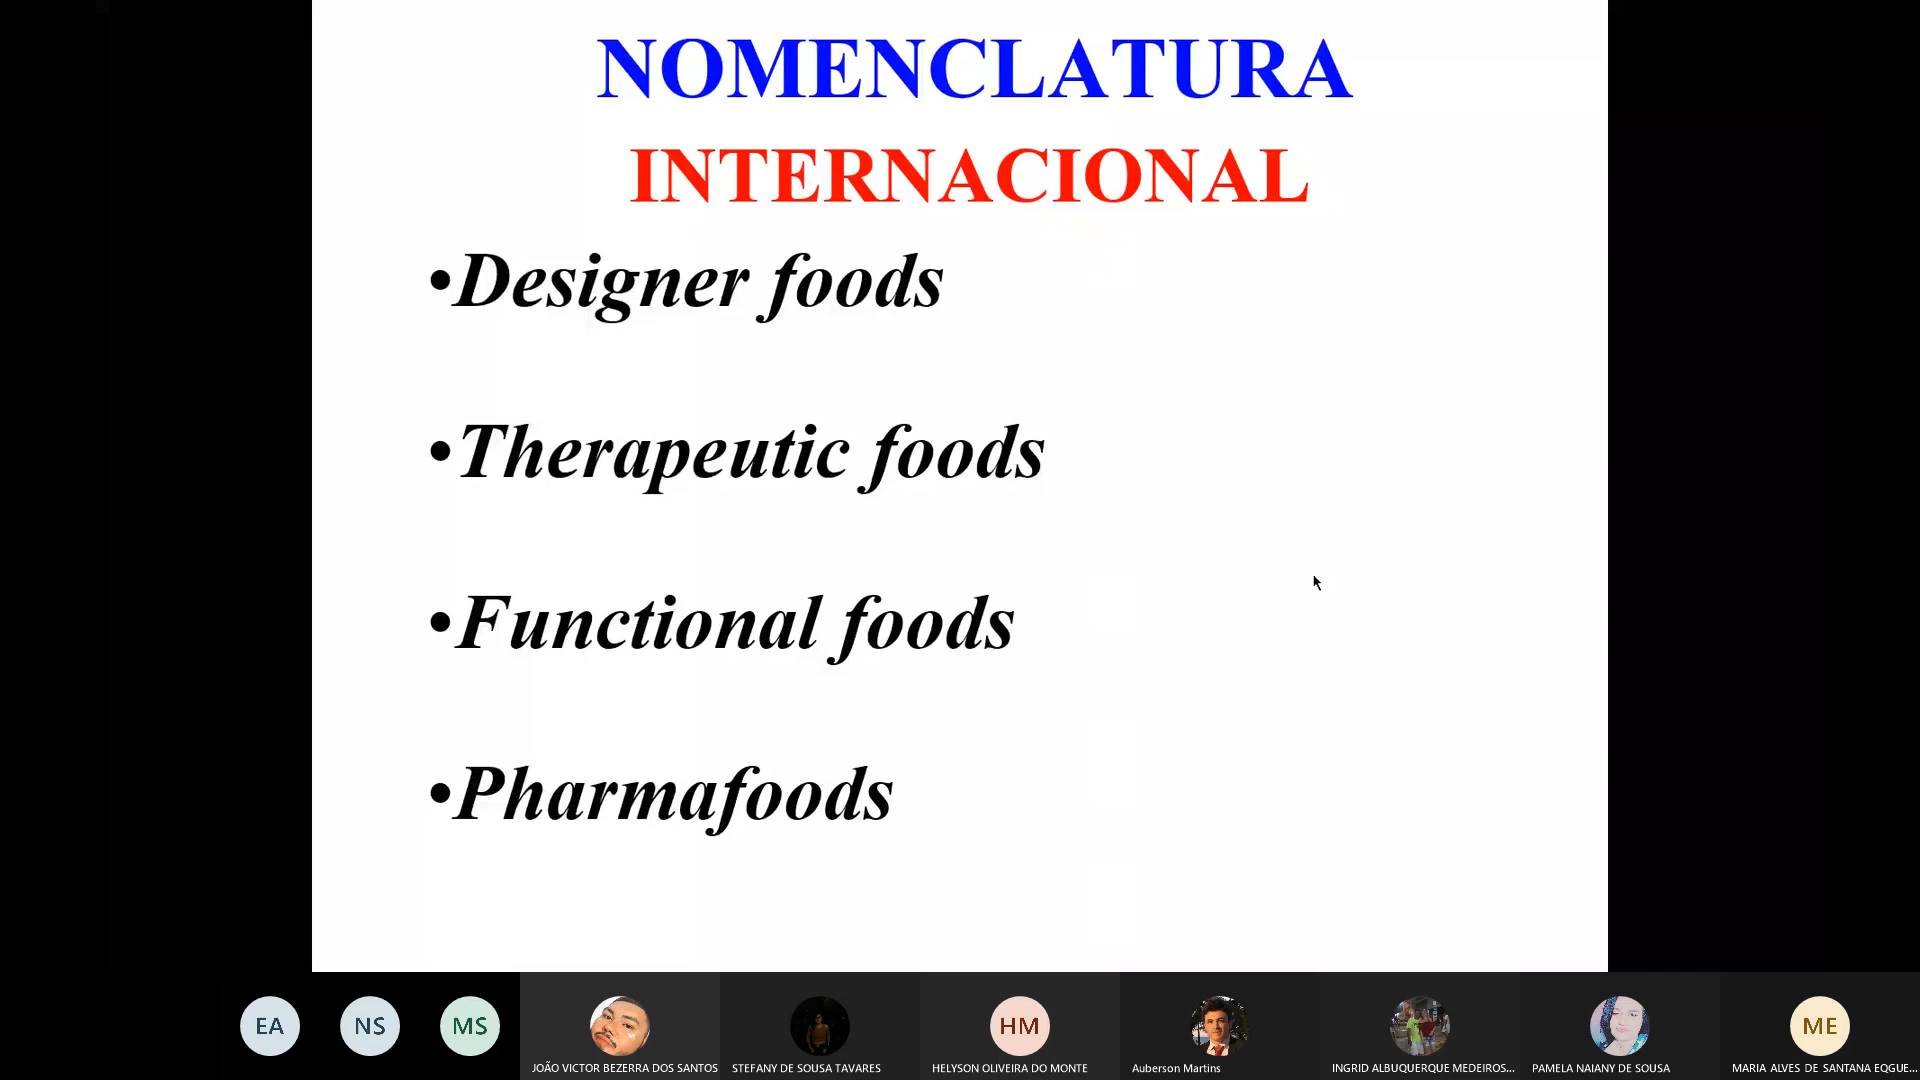 NOMENCLATURA
INTERNACIONAL
•Designer foods
•Therapeutic foods
•Functional foods
•Pharmafoods
EA
NS
MS
JOÃO VICTOR BEZERRA DOS SANTOS
STEFANY DE SOUSA TAVARES
HM
HELYSON OLIVEIRA DO MONTE
Auberson Martins
INGRID ALBUQUERQUE MEDEIROS...
PAMELA NAIANY DE SOUSA
ME
MARIA ALVES DE SANTANA EQGUE...